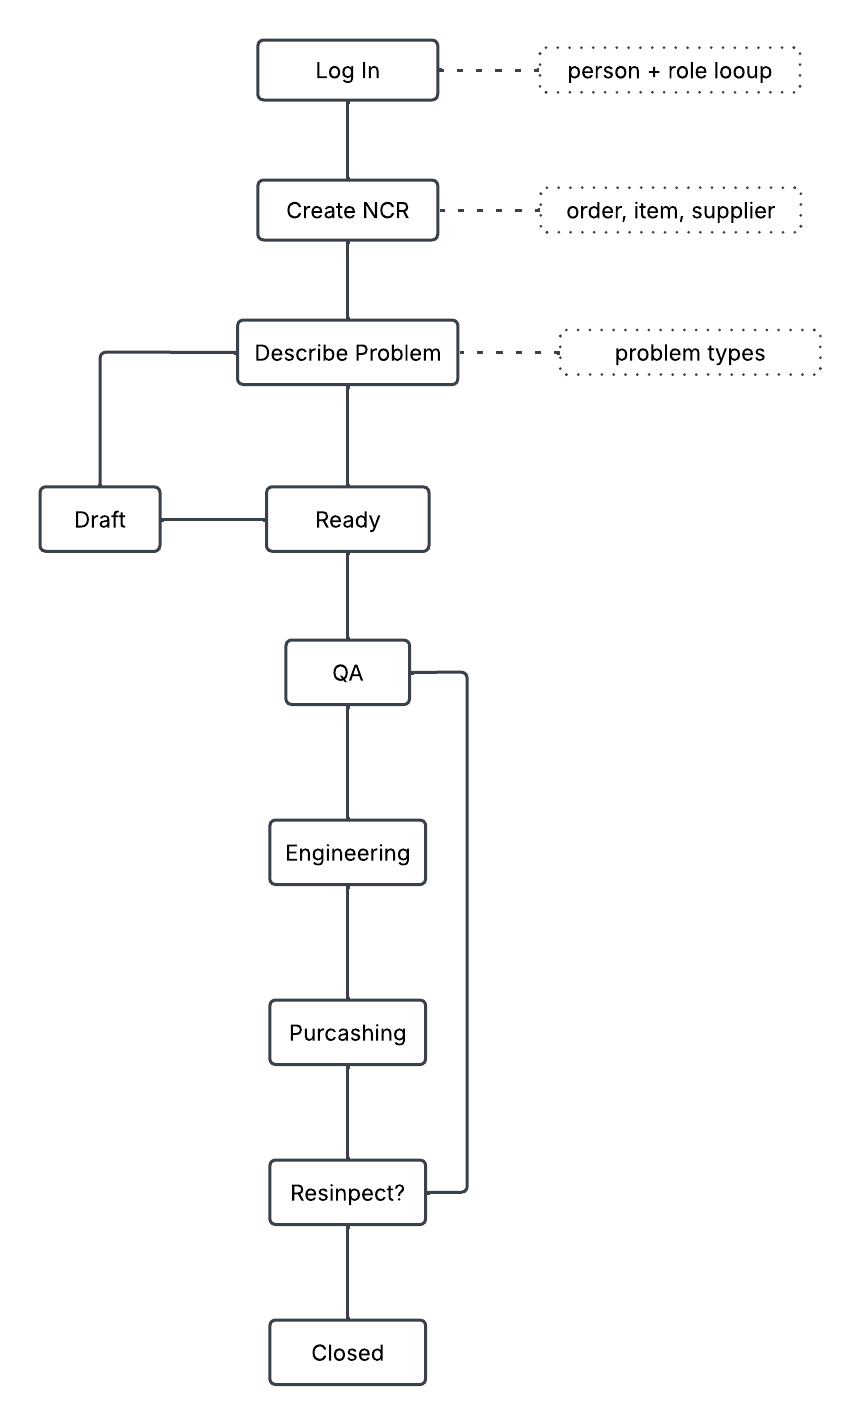 Log In
person + role looup
Create NCR
order, item, supplier
Describe Problem
problem types
Draft
Ready
QA
Engineering
Purcashing
Resinpect?
Closed